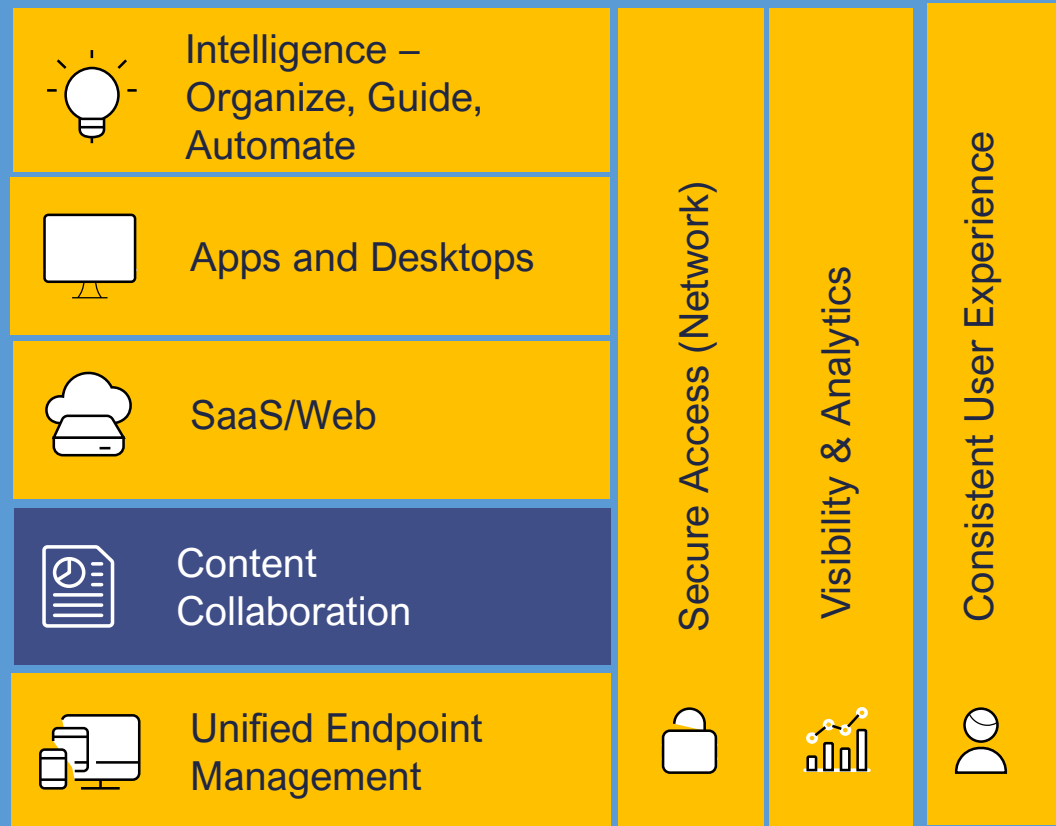 Intelligence –
Organize, Guide,
Automate
Apps and Desktops
SaaS/Web
Content
Collaboration
Unified Endpoint
Management
Secure Access (Network)
Visibility & Analytics
Consistent User Experience